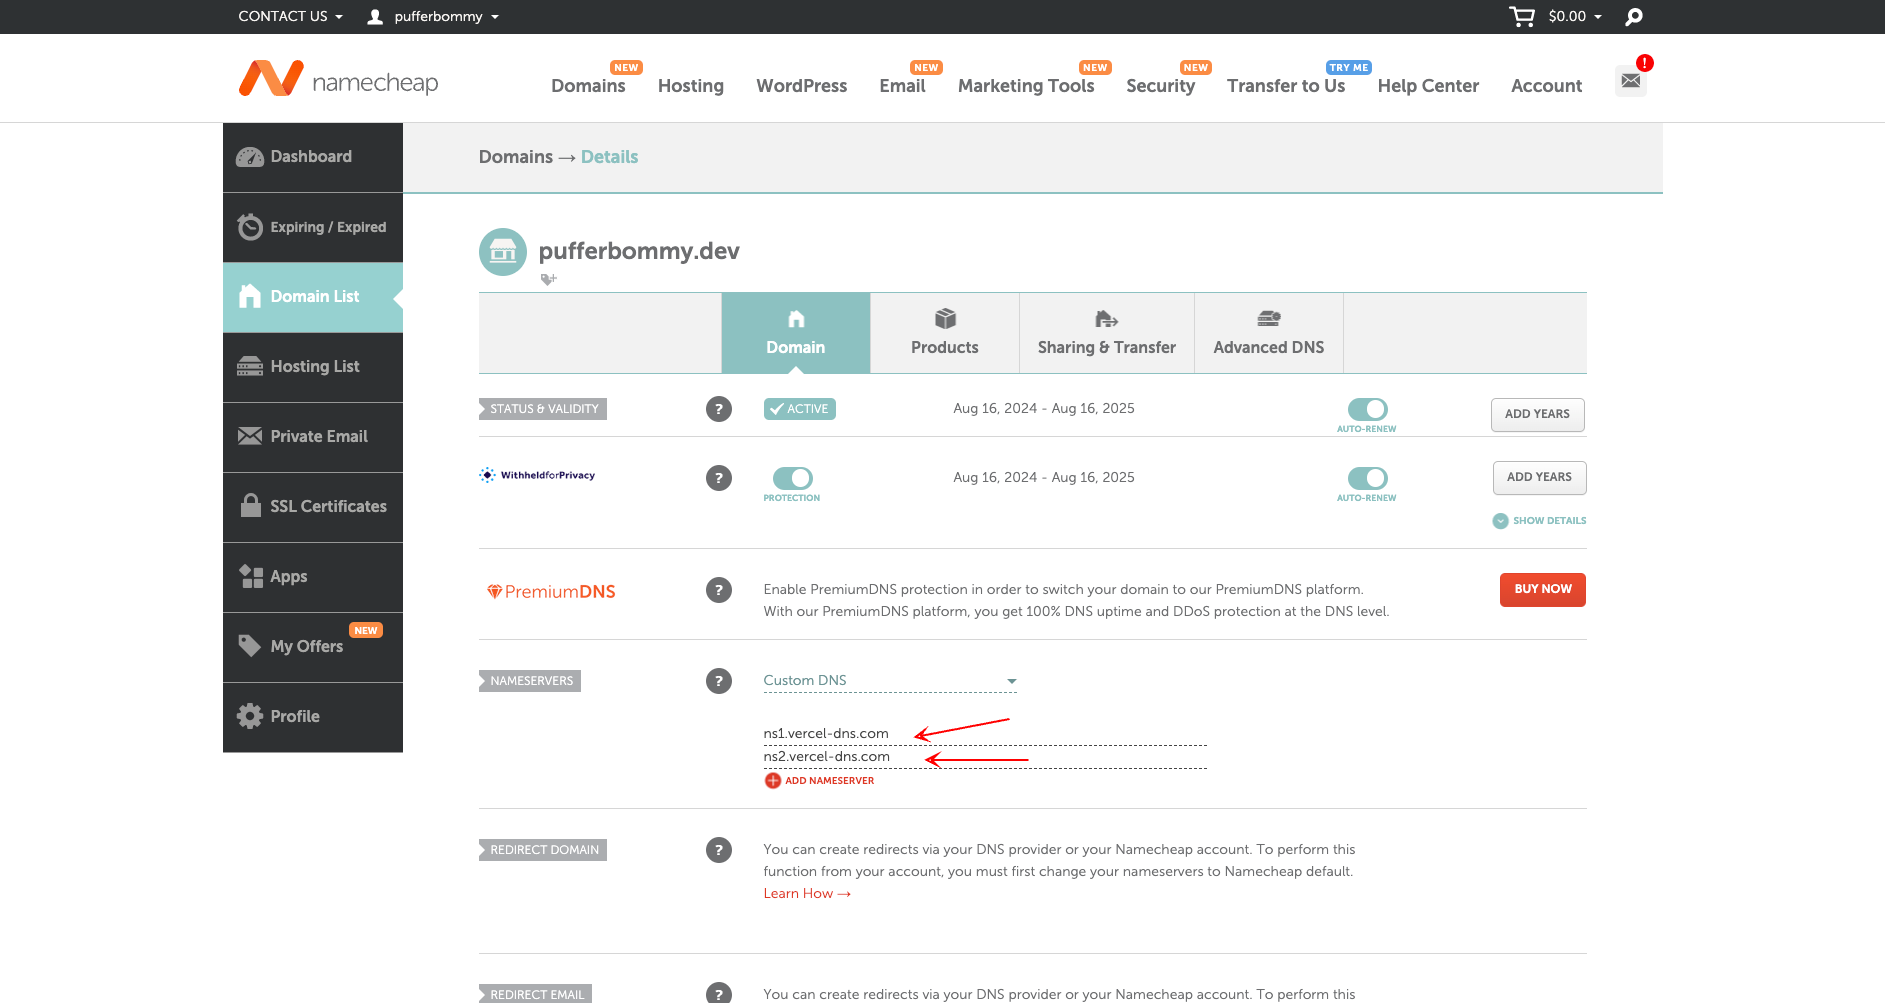 CONTACT US
pufferbommy
$0.00
namecheap
Domains NEW
Hosting
WordPress
Email NEW
Marketing Tools NEW
Security NEW
Transfer to Us TRY ME
Help Center
Account
!
Dashboard
Expiring / Expired
Domain List
Hosting List
Private Email
SSL Certificates
Apps
My Offers NEW
Profile
Domains → Details
pufferbommy.dev
Domain
Products
Sharing & Transfer
Advanced DNS
STATUS & VALIDITY
?
ACTIVE
Aug 16, 2024 - Aug 16, 2025
AUTO-RENEW
ADD YEARS
WithheldforPrivacy
?
PROTECTION
Aug 16, 2024 - Aug 16, 2025
AUTO-RENEW
ADD YEARS
SHOW DETAILS
PremiumDNS
?
Enable PremiumDNS protection in order to switch your domain to our PremiumDNS platform.
With our PremiumDNS platform, you get 100% DNS uptime and DDoS protection at the DNS level.
BUY NOW
NAMESERVERS
?
Custom DNS
ns1.vercel-dns.com
ns2.vercel-dns.com
ADD NAMESERVER
REDIRECT DOMAIN
?
You can create redirects via your DNS provider or your Namecheap account. To perform this
function from your account, you must first change your nameservers to Namecheap default.
Learn How →
REDIRECT EMAIL
?
You can create redirects via your DNS provider or your Namecheap account. To perform this